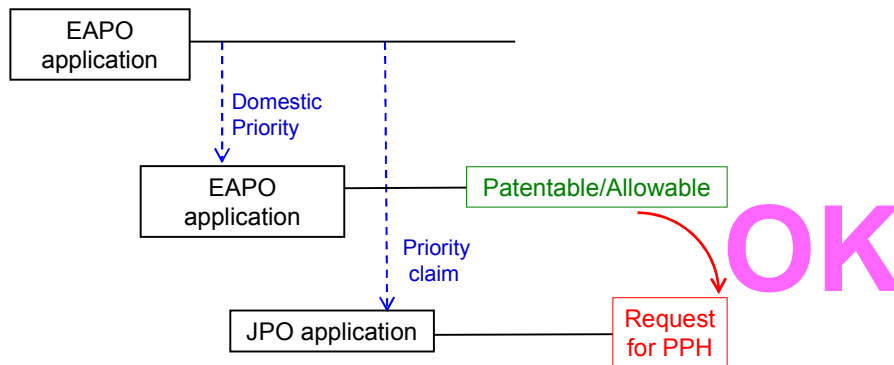 EAPO
application
Domestic
Priority
EAPO
application
Patentable/Allowable
OK
Priority
claim
JPO application
Request
for PPH